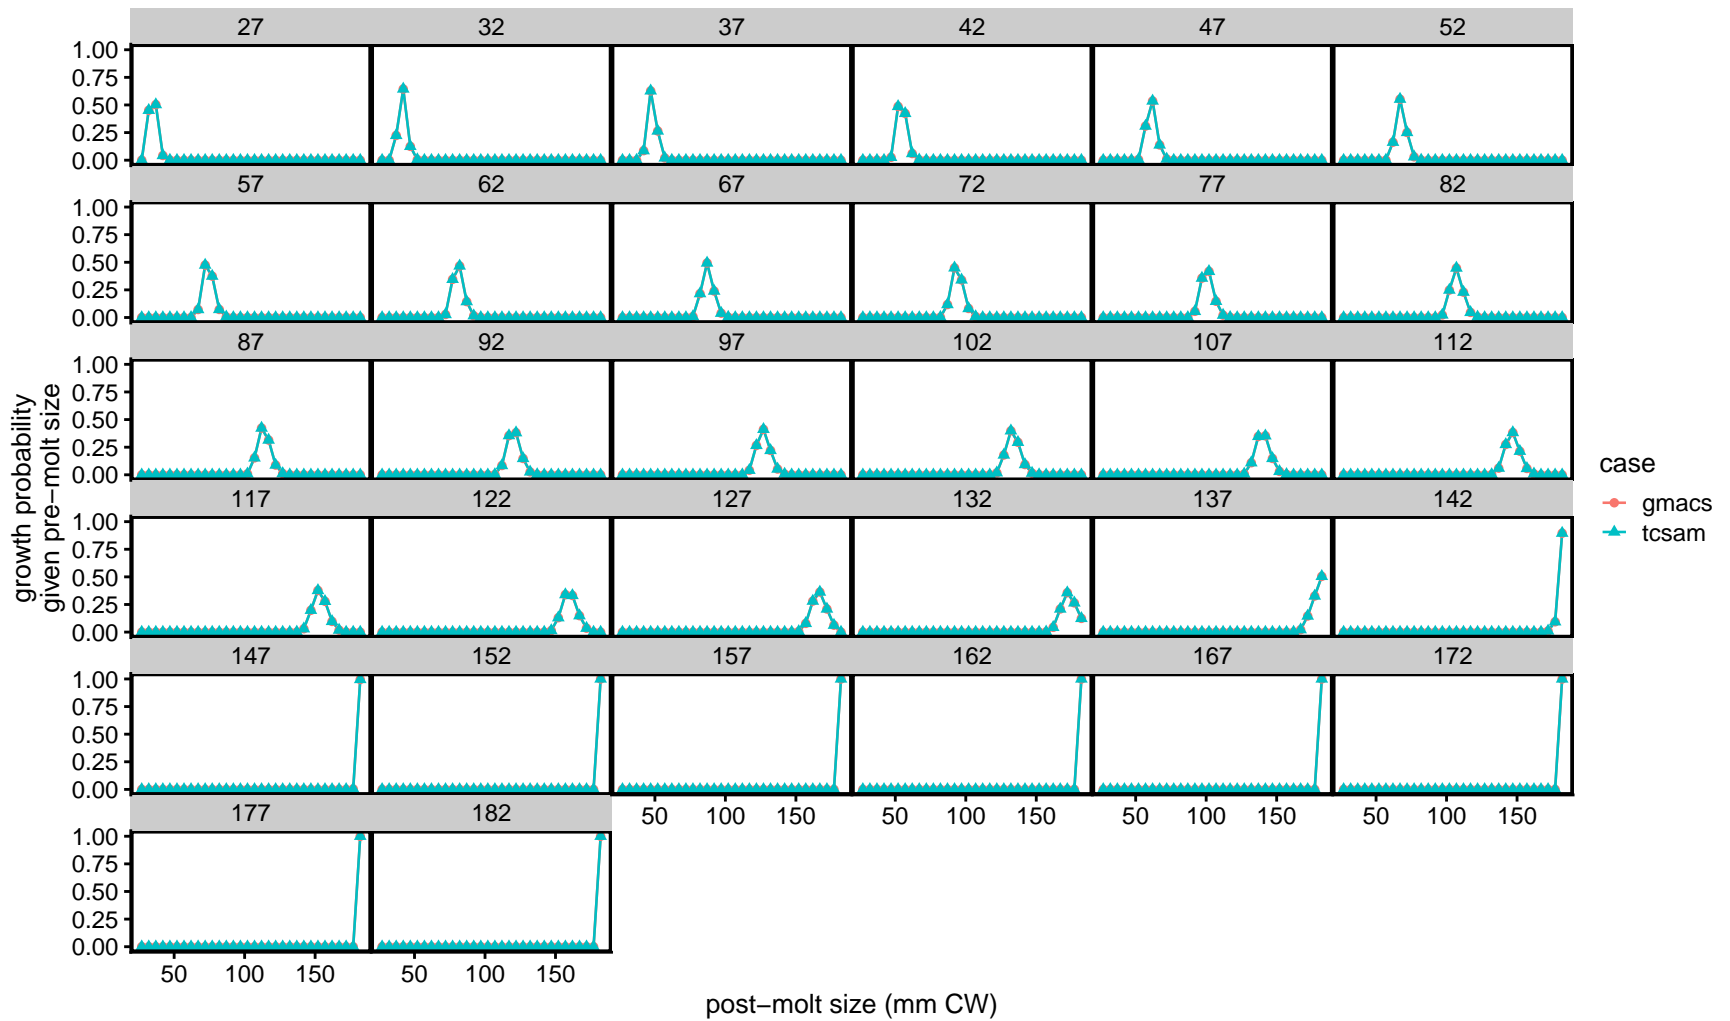 27 32 37 42 47 52
1.00
0.75
0.50
0.25
0.00
57 62 67 72 77 82
1.00
0.75
0.50
0.25
0.00
87 92 97 102 107 112
1.00
0.75
0.50
0.25
0.00
117 122 127 132 137 142
1.00
0.75
0.50
0.25
0.00
147 152 157 162 167 172
1.00
0.75
0.50
0.25
0.00
50 100 150 50 100 150 50 100 150 50 100 150
177 182
1.00
0.75
0.50
0.25
0.00
50 100 150 50 100 150
growth probability
given pre−molt size
post−molt size (mm CW)
case
gmacs
tcsam